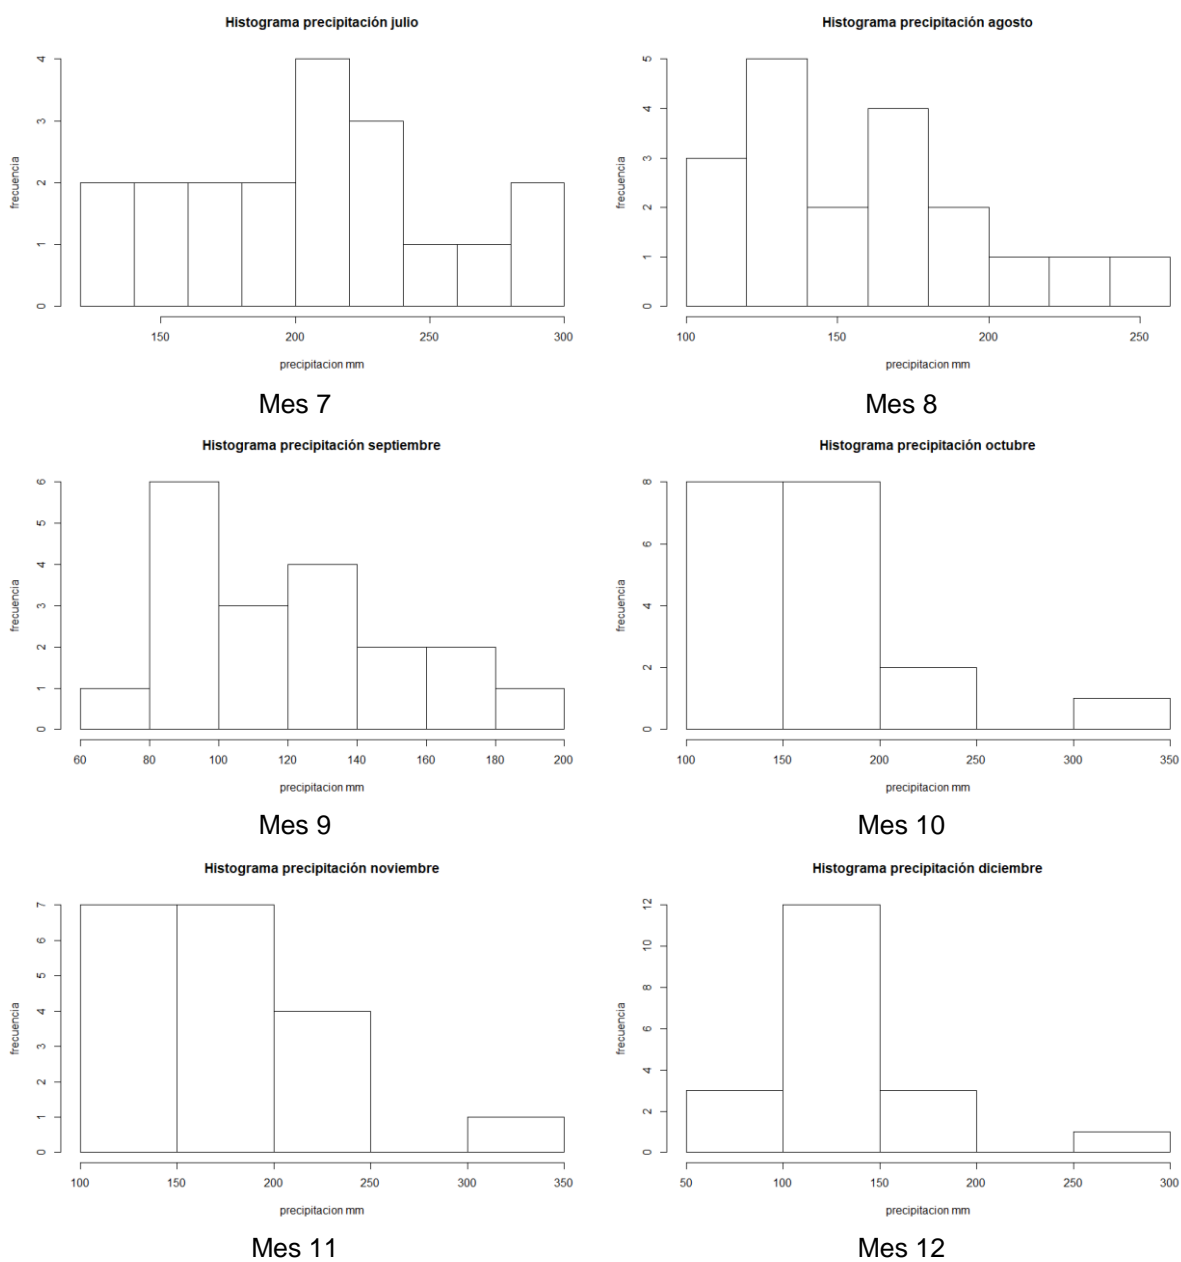 Histograma precipitación julio
frecuencia
0 1 2 3 4
150 200 250 300
precipitacion mm
Mes 7
Histograma precipitación agosto
frecuencia
0 1 2 3 4 5
100 150 200 250
precipitacion mm
Mes 8
Histograma precipitación septiembre
frecuencia
0 1 2 3 4 5 6
60 80 100 120 140 160 180 200
precipitacion mm
Mes 9
Histograma precipitación octubre
frecuencia
0 2 4 6 8
100 150 200 250 300 350
precipitacion mm
Mes 10
Histograma precipitación noviembre
frecuencia
0 1 2 3 4 5 6 7
100 150 200 250 300 350
precipitacion mm
Mes 11
Histograma precipitación diciembre
frecuencia
0 2 4 6 8 10 12
50 100 150 200 250 300
precipitacion mm
Mes 12